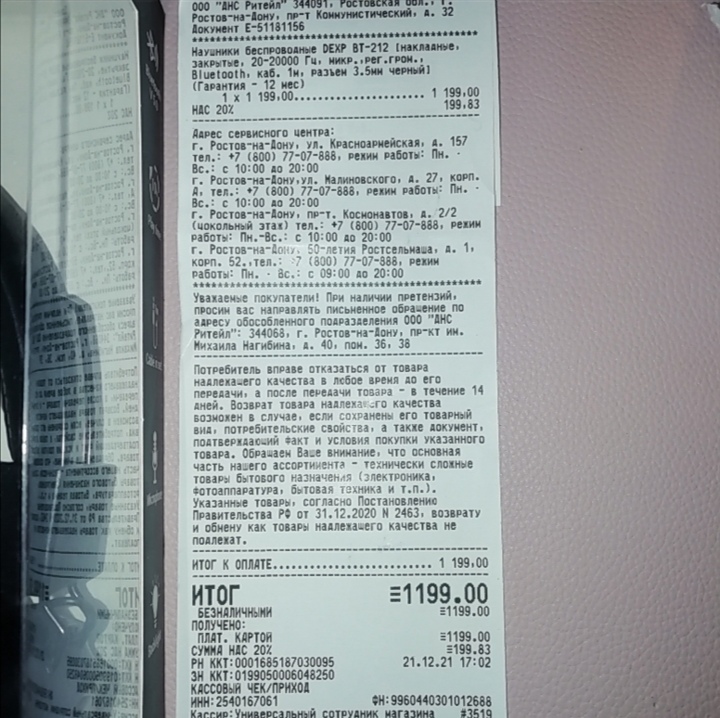 ООО "ДНС Ритейл" 344091, Ростовская обл., г.
Ростов-на-Дону, пр-т Коммунистический, д. 32
Документ Е-51181156
Наушники беспроводные DEXP BT-212 [накладные,
закрытые, 20-20000 Гц, микр.,рег.гром.,
Bluetooth, каб. 1м, разъем 3.5мм черный]
(Гарантия - 12 мес)
1 x 1 199,00 1 199,00
НДС 20% 199,83
Адрес сервисного центра:
г. Ростов-на-Дону, ул. Красноармейская, д. 157
тел.: +7 (800) 77-07-888, режим работы: Пн. -
Вс.: с 10:00 до 20:00
г. Ростов-на-Дону,ул. Малиновского, д. 27, корп.
Д, тел.: +7 (800) 77-07-888, режим работы: Пн. -
Вс.: с 10:00 до 20:00
г. Ростов-на-Дону, пр-т. Космонавтов, д. 2/2
(цокольный этаж) тел.: +7 (800) 77-07-888, режим
работы: Пн.-Вс.: с 10:00 до 20:00
г. Ростов-на-Дону, 50-летия Ростсельмаша, д. 1,
корп. 52.,тел.: +7 (800) 77-07-888, режим
работы: Пн. - Вс.: с 09:00 до 20:00
Уважаемые покупатели! При наличии претензий,
просим вас направлять письменное обращение по
адресу обособленного подразделения ООО "ДНС
Ритейл": 344068, г. Ростов-на-Дону, пр-кт им.
Михаила Нагибина, д. 40, пом. 36, 38
Потребитель вправе отказаться от товара
надлежащего качества в любое время до его
передачи, а после передачи товара - в течение 14
дней. Возврат товара надлежащего качества
возможен в случае, если сохранены его товарный
вид, потребительские свойства, а также документ,
подтверждающий факт и условия покупки указанного
товара. Обращаем Ваше внимание, что основная
часть нашего ассортимента - технически сложные
товары бытового назначения (электроника,
фотоаппаратура, бытовая техника и т.п.).
Указанные товары, согласно Постановлению
Правительства РФ от 31.12.2020 N 2463, возврату
и обмену как товары надлежащего качества не
подлежат.
ИТОГ К ОПЛАТЕ 1 199,00
ИТОГ ≡1199.00
БЕЗНАЛИЧНЫМИ ≡1199.00
ПОЛУЧЕНО:
ПЛАТ. КАРТОЙ ≡1199.00
СУММА НДС 20% ≡199.83
РН ККТ:0001685187030095 21.12.21 17:02
ЗН ККТ:0199050006048250
КАССОВЫЙ ЧЕК/ПРИХОД
ИНН:2540167061 ФН:9960440301012688
Кассир:Универсальный сотрудник магазина #3519